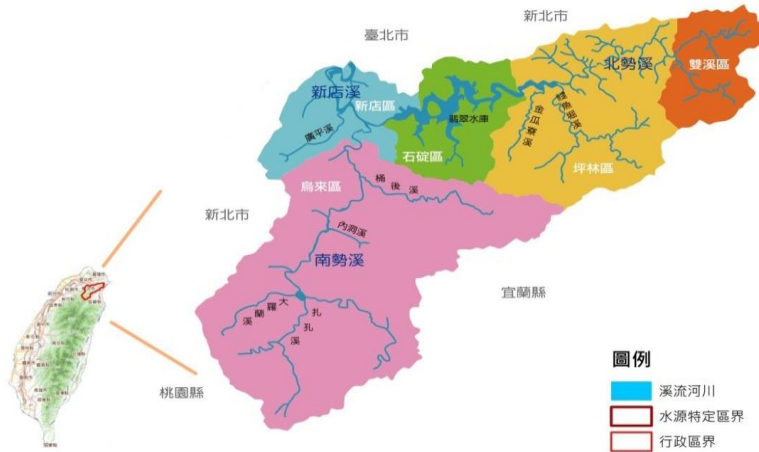 新北市
臺北市
雙溪區
北勢溪
新店溪
新店區
翡翠水庫
金瓜寮溪
鰱魚堀溪
廣平溪
石碇區
坪林區
烏來區
桶後溪
新北市
內洞溪
南勢溪
宜蘭縣
大羅蘭溪
扎孔溪
桃園縣
圖例
溪流河川
水源特定區界
行政區界